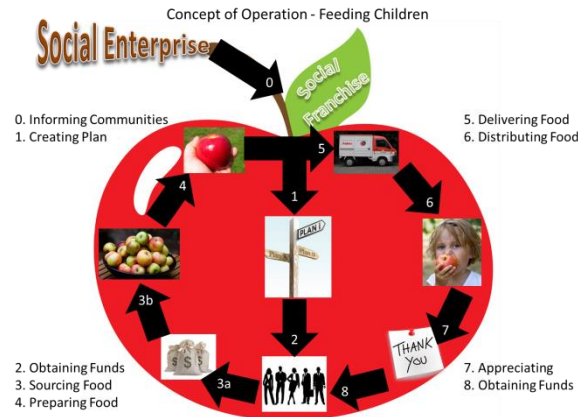 Concept of Operation - Feeding Children
Social Enterprise
0
Social
Franchise
0. Informing Communities
1. Creating Plan
5. Delivering Food
6. Distributing Food
5
4
1
6
PLAN 1
3b
THANK
YOU
7
2
$ $ $
3a
8
2. Obtaining Funds
3. Sourcing Food
4. Preparing Food
7. Appreciating
8. Obtaining Funds